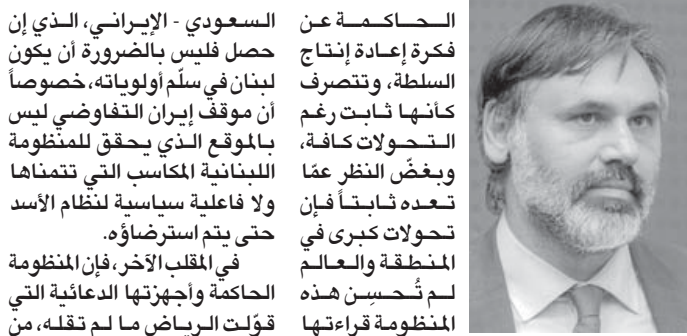 الحاكمة عن
فكرة إعادة إنتاج
السلطة، وتتصرف
كأنها ثابت رغم
التحولات كافة،
وبغضّ النظر عمّا
تعده ثابتاً فإن
تحولات كبرى في
المنطقة والعالم
لم تُحسِن هذه
المنظومة قراءتها
السعودي - الإيراني، الذي إن
حصل فليس بالضرورة أن يكون
لبنان في سلّم أولوياته، خصوصاً
أن موقف إيران التفاوضي ليس
بالموقع الذي يحقق للمنظومة
اللبنانية المكاسب التي تتمناها
ولا فاعلية سياسية لنظام الأسد
حتى يتم استرضاؤه.
في المقلب الآخر، فإن المنظومة
الحاكمة وأجهزتها الدعائية التي
قوّلت الرياض ما لم تقله، من